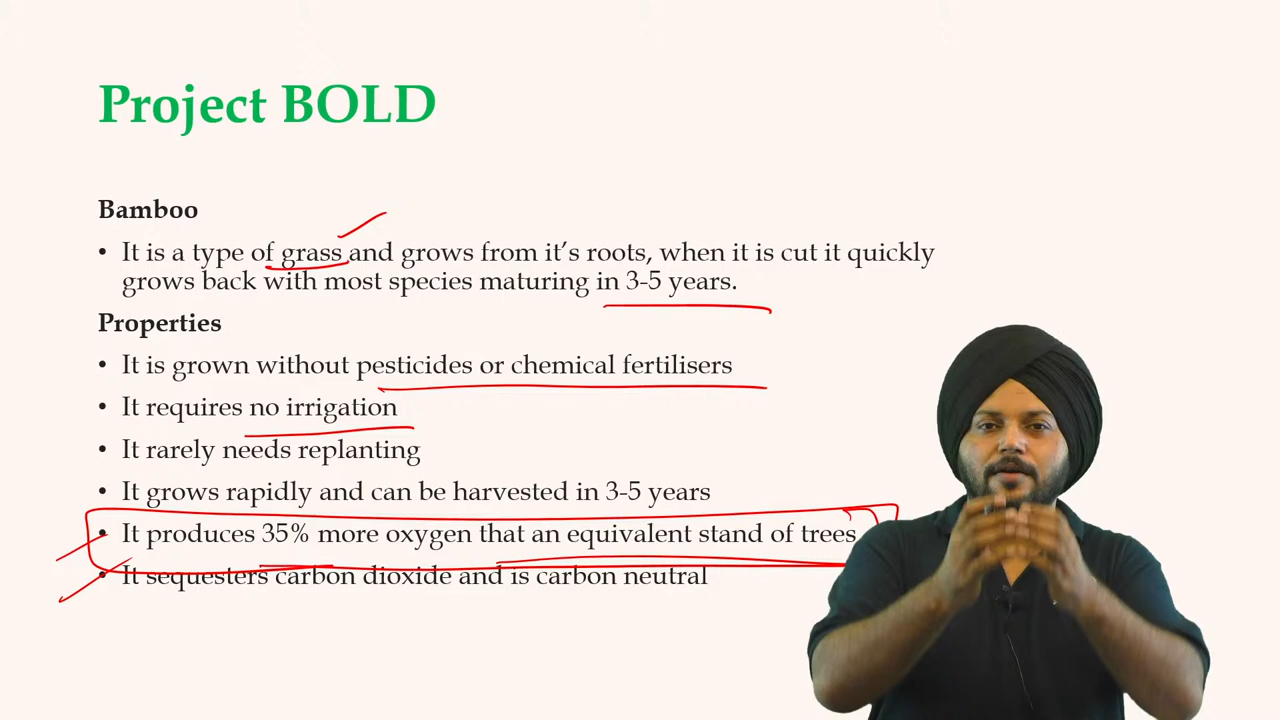 Project BOLD
Bamboo
• It is a type of grass and grows from it's roots, when it is cut it quickly
grows back with most species maturing in 3-5 years.
Properties
• It is grown without pesticides or chemical fertilisers
• It requires no irrigation
• It rarely needs replanting
• It grows rapidly and can be harvested in 3-5 years
• It produces 35% more oxygen that an equivalent stand of trees
• It sequesters carbon dioxide and is carbon neutral